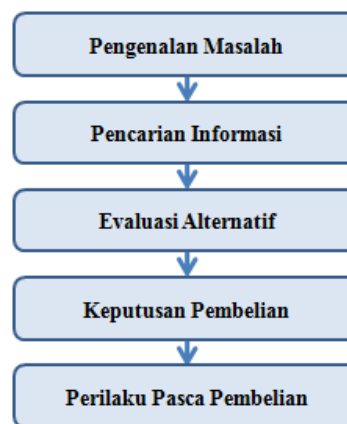 Pengenalan Masalah
Pencarian Informasi
Evaluasi Alternatif
Keputusan Pembelian
Perilaku Pasca Pembelian